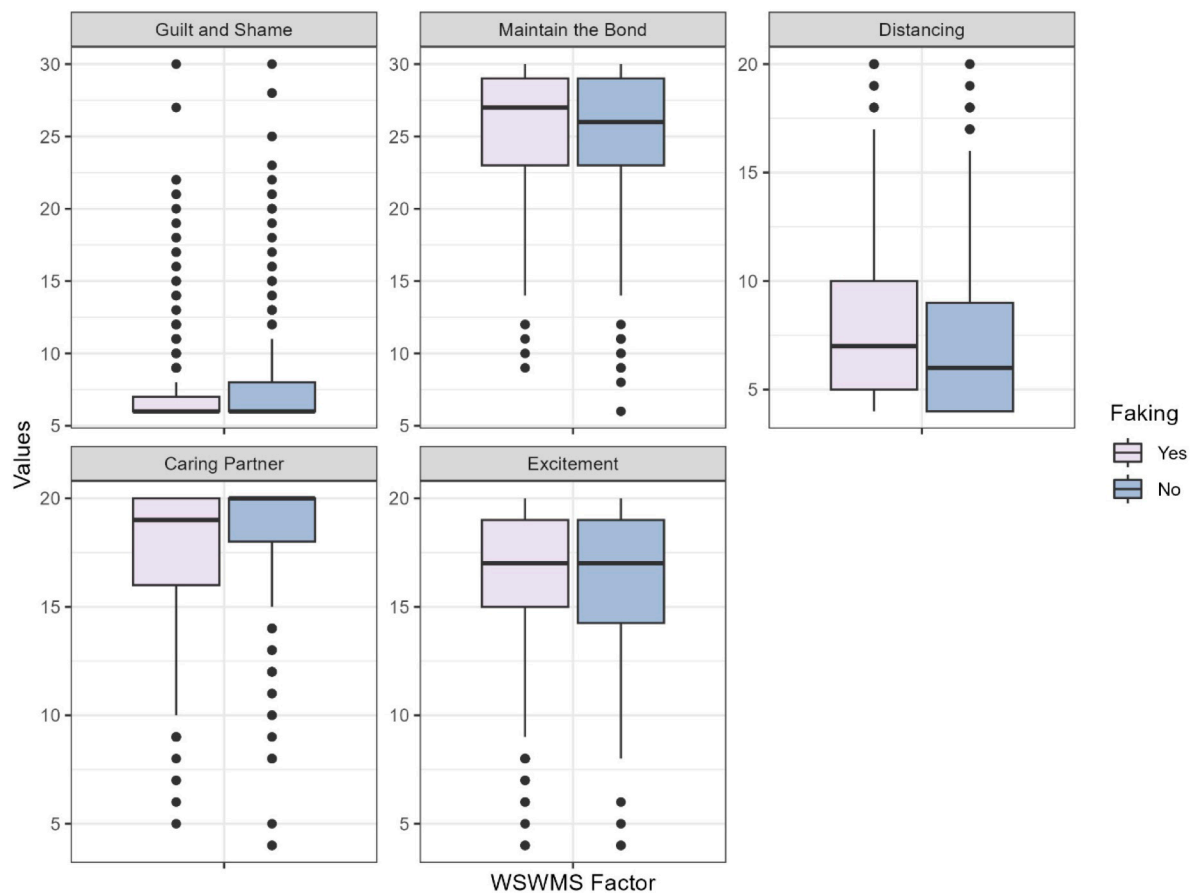 Guilt and Shame
Maintain the Bond
Distancing
30
25
20
15
10
5
30
25
20
15
10
5
20
15
10
5
Values
Caring Partner
Excitement
20
15
10
5
20
15
10
5
WSWMS Factor
Faking
Yes
No